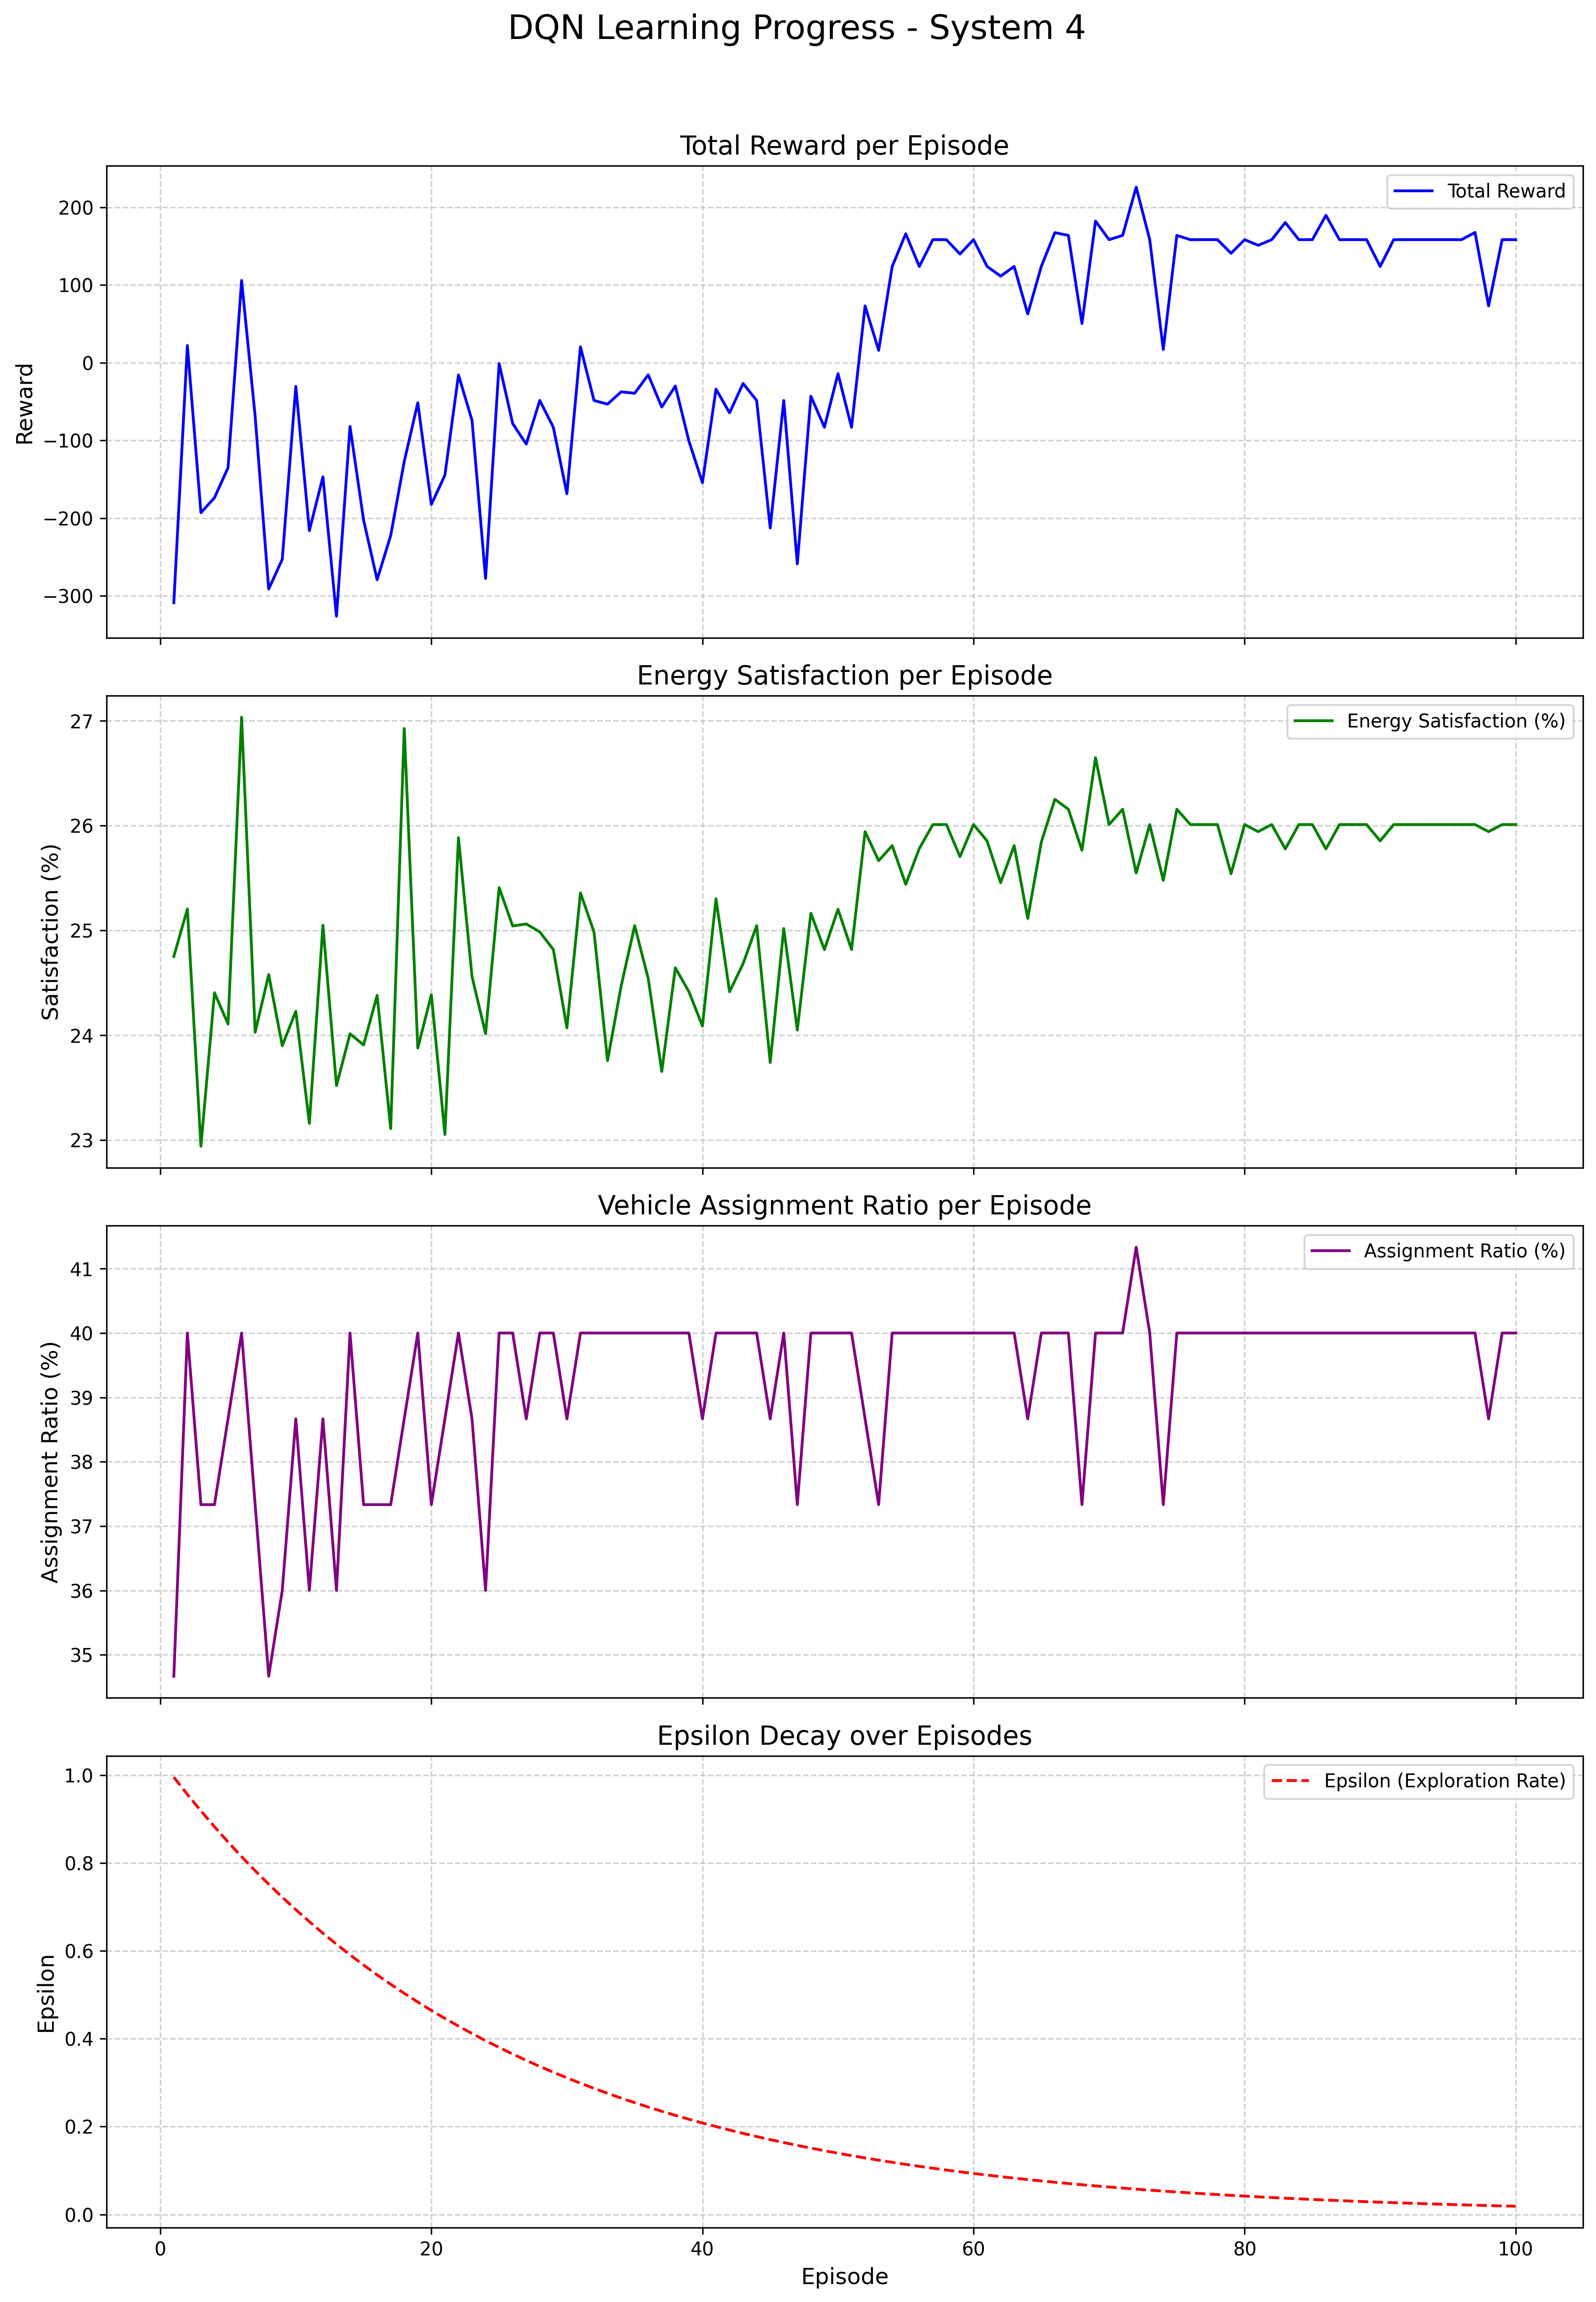 DQN Learning Progress - System 4
Total Reward per Episode
Total Reward
Reward
200
100
0
−100
−200
−300
Energy Satisfaction per Episode
Energy Satisfaction (%)
Satisfaction (%)
27
26
25
24
23
Vehicle Assignment Ratio per Episode
Assignment Ratio (%)
Assignment Ratio (%)
41
40
39
38
37
36
35
Epsilon Decay over Episodes
Epsilon (Exploration Rate)
Epsilon
1.0
0.8
0.6
0.4
0.2
0.0
0 20 40 60 80 100
Episode